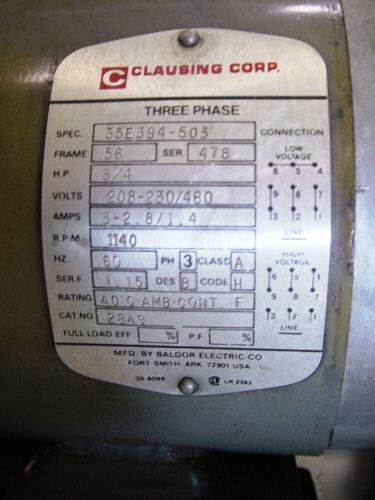 C CLAUSING CORP.
THREE PHASE
SPEC. 35E394-503 CONNECTION
FRAME 56 SER. 478 LOW VOLTAGE
H.P. 3/4 6 5 4
VOLTS 208-230/460 9 8 7
AMPS 3-2.8/1.4 3 2 1
R.P.M. 1140 LINE
HZ. 60 PH 3 CLASS A HIGH VOLTAGE
SER.F. 1.15 DES B CODE H 6 5 4
RATING 40°C AMB-CONT. F 9 8 7
CAT.NO. 2343 3 2 1
FULL LOAD EFF. % P.F. % LINE
MFD. BY BALDOR ELECTRIC CO
FORT SMITH, ARK. 72901 USA
35 9099 LR 2262